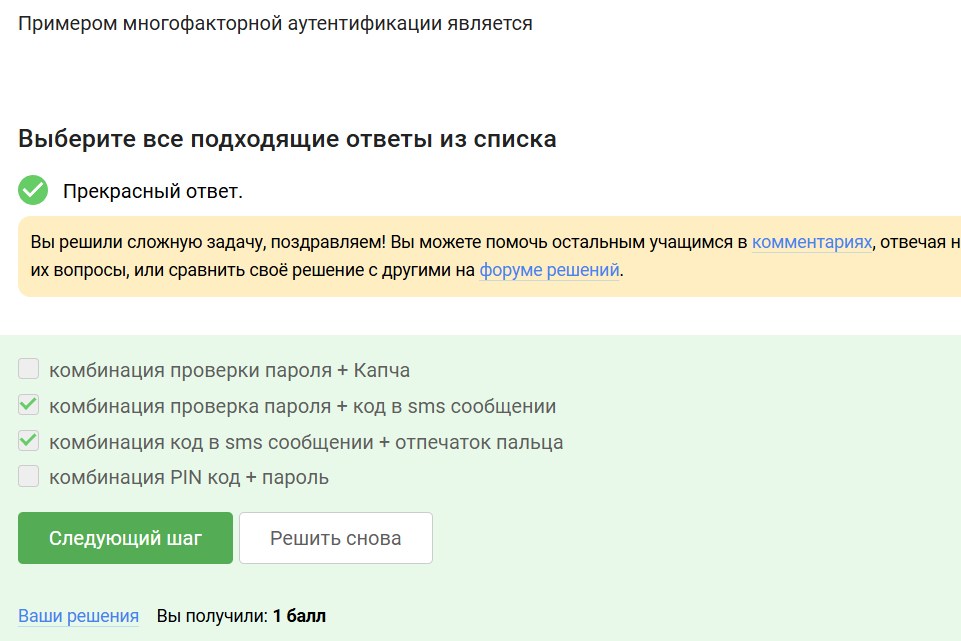 Примером многофакторной аутентификации является
Выберите все подходящие ответы из списка
Прекрасный ответ.
Вы решили сложную задачу, поздравляем! Вы можете помочь остальным учащимся в комментариях, отвечая н
их вопросы, или сравнить своё решение с другими на форуме решений.
комбинация проверки пароля + Капча
комбинация проверка пароля + код в sms сообщении
комбинация код в sms сообщении + отпечаток пальца
комбинация PIN код + пароль
Следующий шаг Решить снова
Ваши решения Вы получили: 1 балл